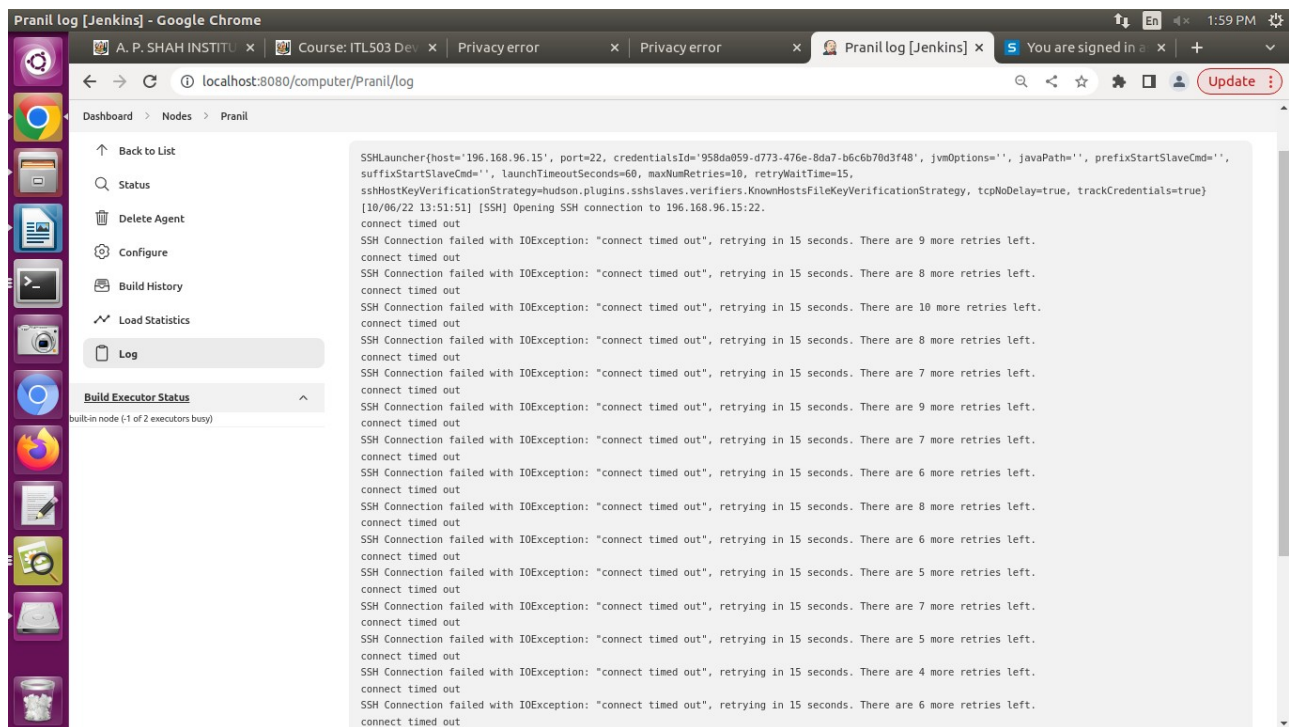 Pranil log [Jenkins] - Google Chrome
En 1:59 PM
A. P. SHAH INSTITU
Course: ITL503 Dev
Privacy error
Privacy error
Pranil log [Jenkins]
You are signed in a
localhost:8080/computer/Pranil/log
Update
Dashboard > Nodes > Pranil
Back to List
Status
Delete Agent
Configure
Build History
Load Statistics
Log
Build Executor Status
built-in node (-1 of 2 executors busy)
SSHLauncher{host='196.168.96.15', port=22, credentialsId='958da059-d773-476e-8da7-b6c6b70d3f48', jvmOptions='', javaPath='', prefixStartSlaveCmd='',
suffixStartSlaveCmd='', launchTimeoutSeconds=60, maxNumRetries=10, retryWaitTime=15,
sshHostKeyVerificationStrategy=hudson.plugins.sshslaves.verifiers.KnownHostsFileKeyVerificationStrategy, tcpNoDelay=true, trackCredentials=true}
[10/06/22 13:51:51] [SSH] Opening SSH connection to 196.168.96.15:22.
connect timed out
SSH Connection failed with IOException: "connect timed out", retrying in 15 seconds. There are 9 more retries left.
connect timed out
SSH Connection failed with IOException: "connect timed out", retrying in 15 seconds. There are 8 more retries left.
connect timed out
SSH Connection failed with IOException: "connect timed out", retrying in 15 seconds. There are 10 more retries left.
connect timed out
SSH Connection failed with IOException: "connect timed out", retrying in 15 seconds. There are 8 more retries left.
connect timed out
SSH Connection failed with IOException: "connect timed out", retrying in 15 seconds. There are 7 more retries left.
connect timed out
SSH Connection failed with IOException: "connect timed out", retrying in 15 seconds. There are 9 more retries left.
connect timed out
SSH Connection failed with IOException: "connect timed out", retrying in 15 seconds. There are 7 more retries left.
connect timed out
SSH Connection failed with IOException: "connect timed out", retrying in 15 seconds. There are 6 more retries left.
connect timed out
SSH Connection failed with IOException: "connect timed out", retrying in 15 seconds. There are 8 more retries left.
connect timed out
SSH Connection failed with IOException: "connect timed out", retrying in 15 seconds. There are 6 more retries left.
connect timed out
SSH Connection failed with IOException: "connect timed out", retrying in 15 seconds. There are 5 more retries left.
connect timed out
SSH Connection failed with IOException: "connect timed out", retrying in 15 seconds. There are 7 more retries left.
connect timed out
SSH Connection failed with IOException: "connect timed out", retrying in 15 seconds. There are 5 more retries left.
connect timed out
SSH Connection failed with IOException: "connect timed out", retrying in 15 seconds. There are 4 more retries left.
connect timed out
SSH Connection failed with IOException: "connect timed out", retrying in 15 seconds. There are 6 more retries left.
connect timed out